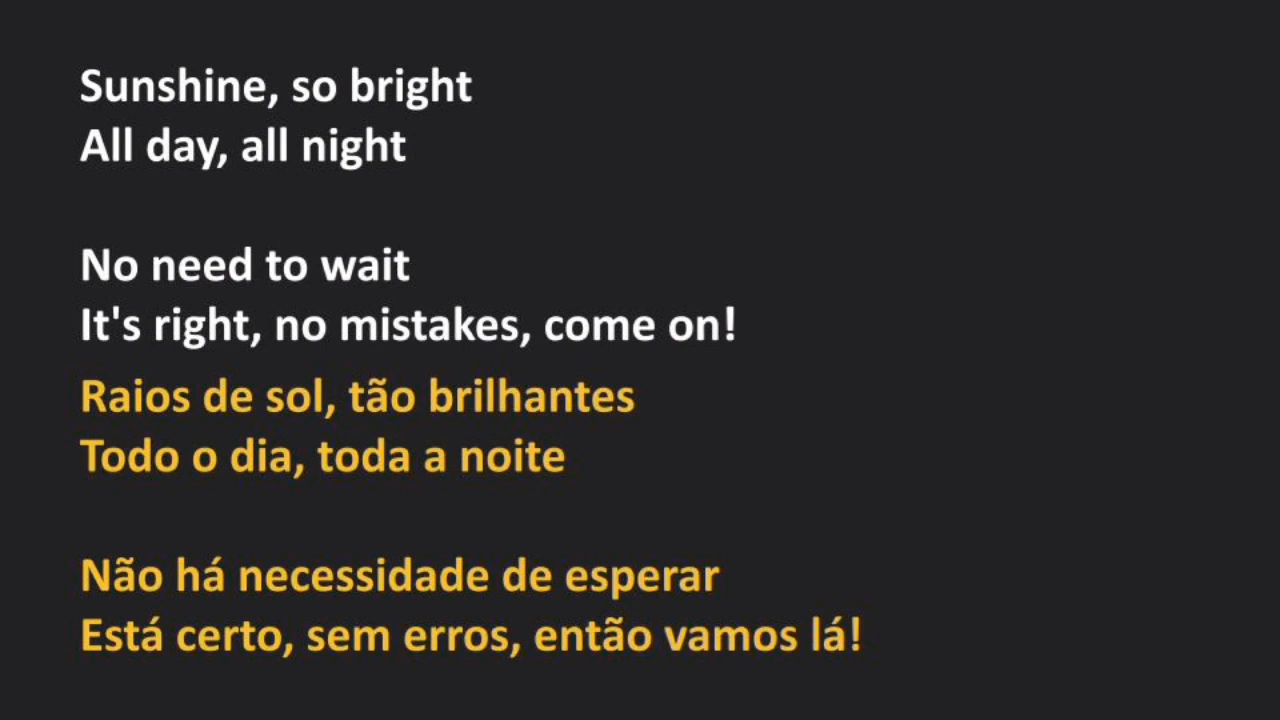 Sunshine, so bright
All day, all night
No need to wait
It's right, no mistakes, come on!
Raios de sol, tão brilhantes
Todo o dia, toda a noite
Não há necessidade de esperar
Está certo, sem erros, então vamos lá!